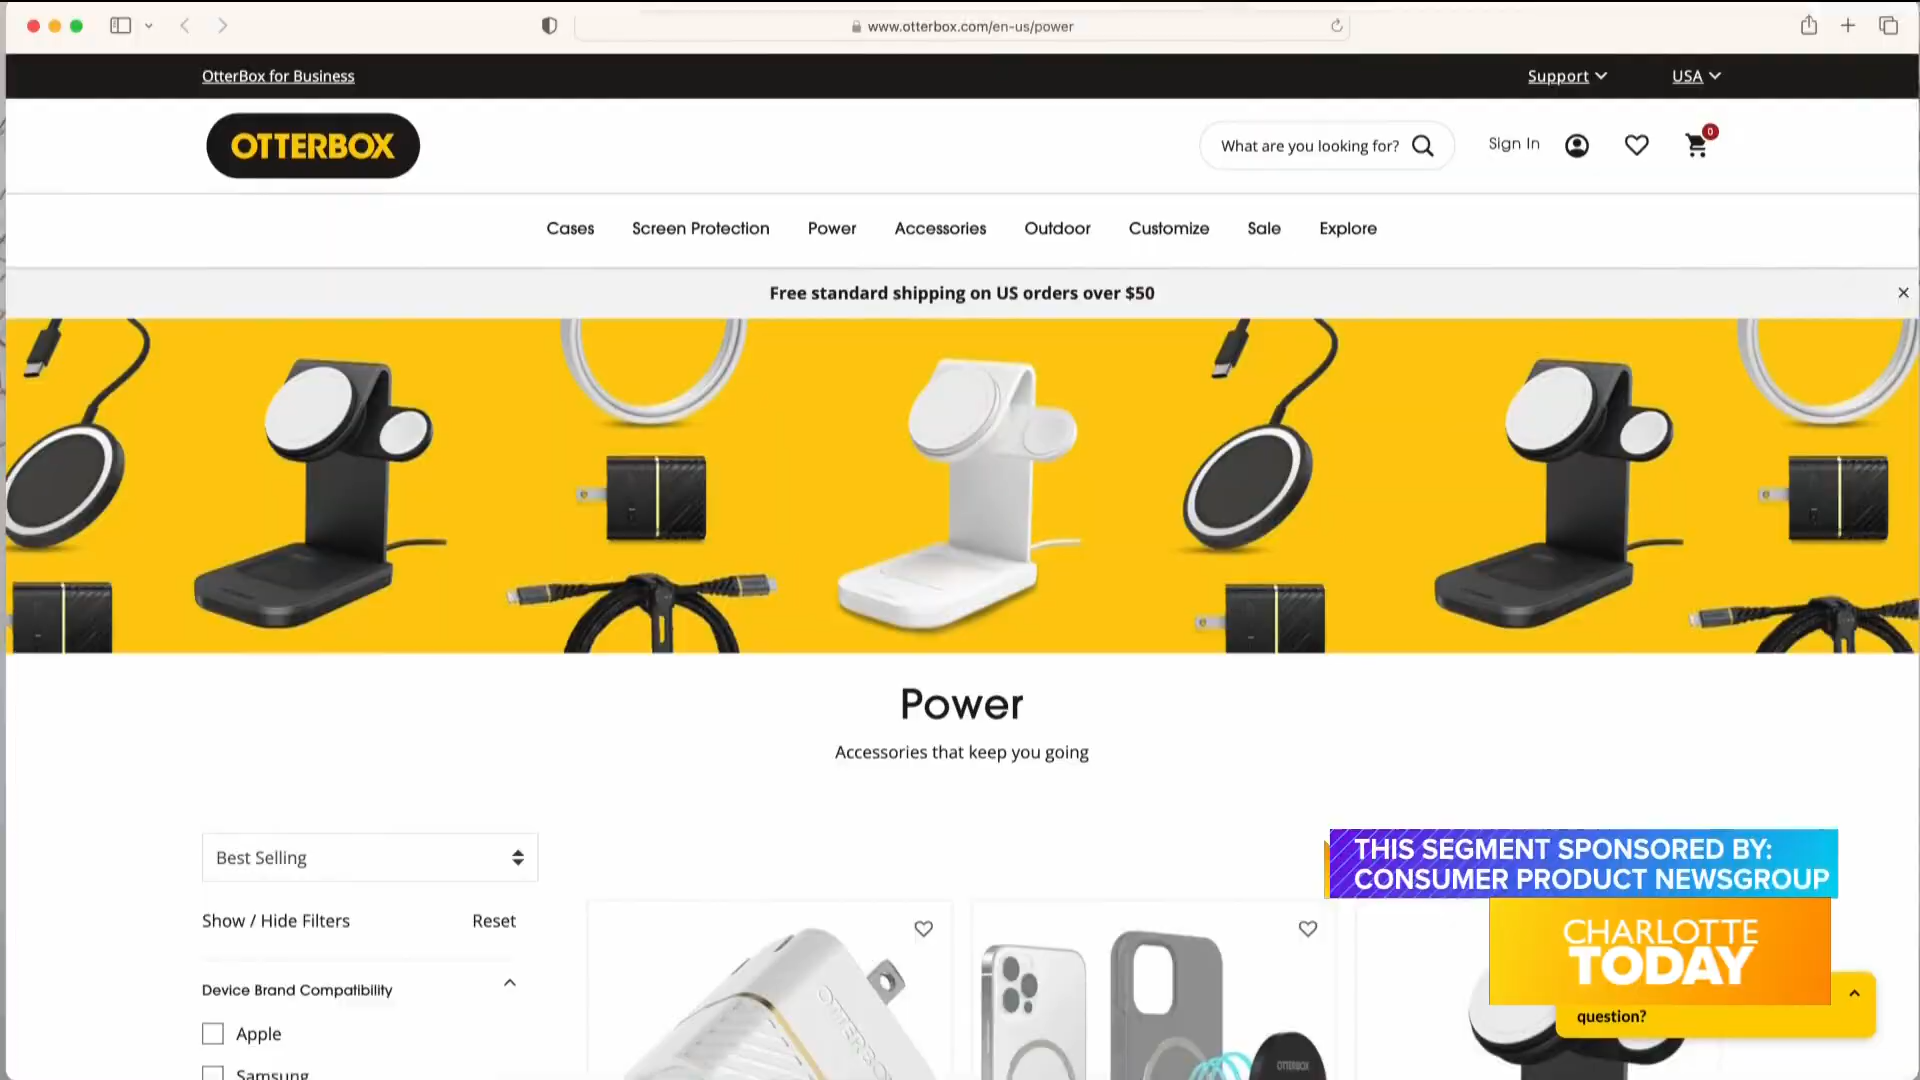 www.otterbox.com/en-us/power
OtterBox for Business
Support
USA
OTTERBOX
What are you looking for?
Sign In
0
Cases
Screen Protection
Power
Accessories
Outdoor
Customize
Sale
Explore
Free standard shipping on US orders over $50
Power
Accessories that keep you going
Best Selling
THIS SEGMENT SPONSORED BY:
CONSUMER PRODUCT NEWSGROUP
Show / Hide Filters
Reset
CHARLOTTE
TODAY
Device Brand Compatibility
question?
Apple
OTTERBOX
OTTERBOX
Samsung